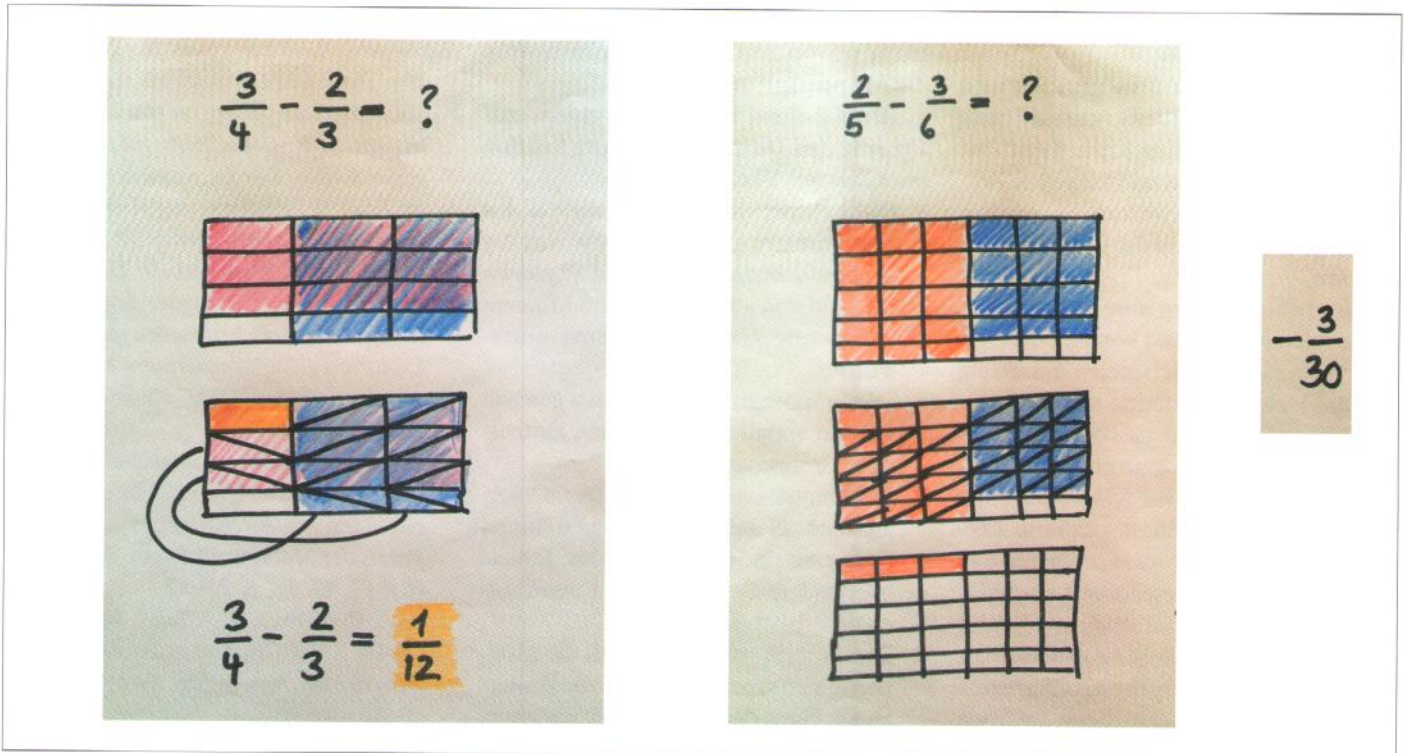 3/4 - 2/3 = ?
3/4 - 2/3 = 1/12
2/5 - 3/6 = ?
- 3/30